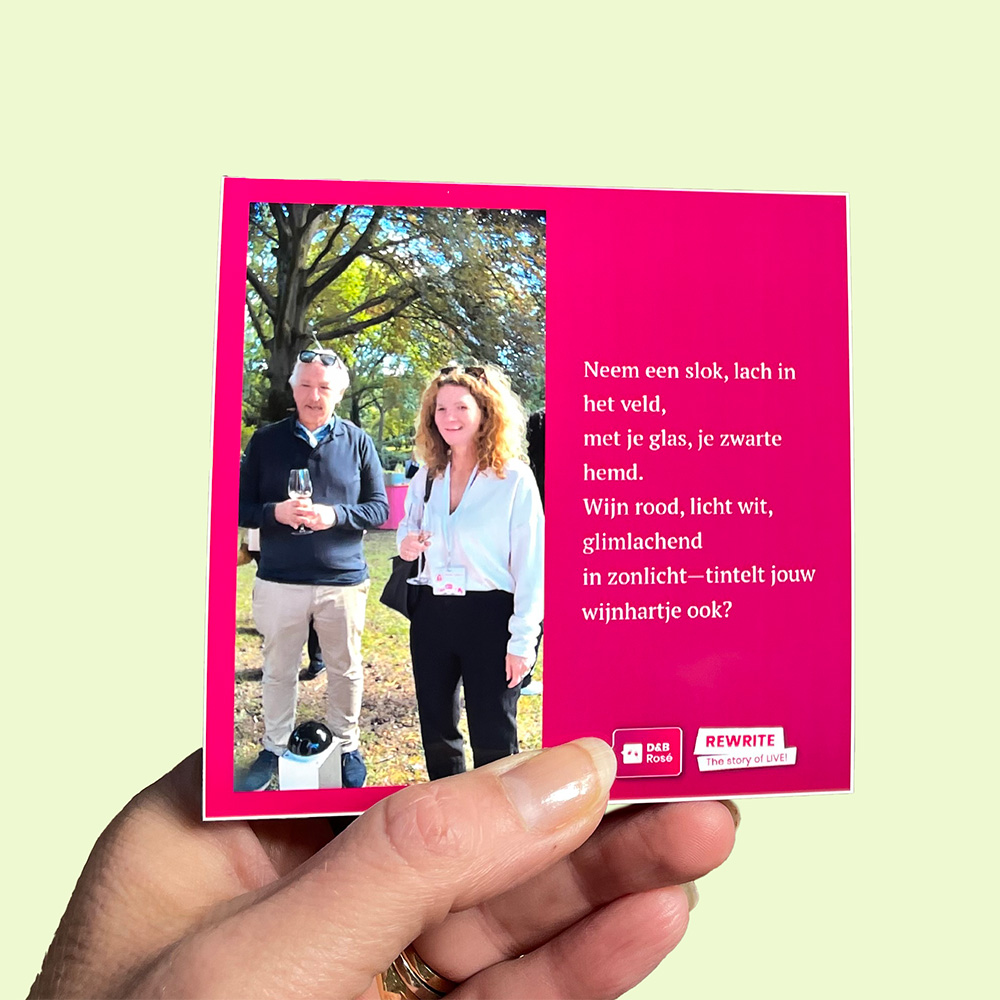 Neem een slok, lach in
het veld,
met je glas, je zwarte
hemd.
Wijn rood, licht wit,
glimlachend
in zonlicht—tintelt jouw
wijnhartje ook?
D&B
Rosé
REWRITE
The story of LIVE!